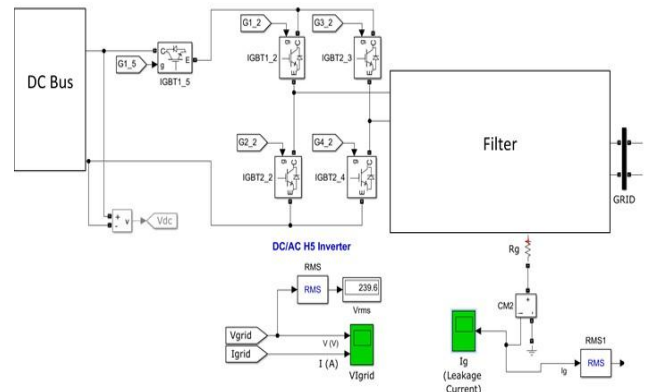 G1_2
G3_2
DC Bus
C
g
E
G1_5
IGBT1_5
g
C
E
IGBT1_2
g
C
E
IGBT2_3
Filter
GRID
G2_2
G4_2
g
C
E
IGBT2_2
g
C
E
IGBT2_4
+
-
v
Vdc
DC/AC H5 Inverter
Rg
RMS
RMS
239.6
Vrms
CM2
+
-
i
Vgrid
V (V)
Igrid
I (A)
VIgrid
Ig
(Leakage
Current)
Ig
RMS1
RMS